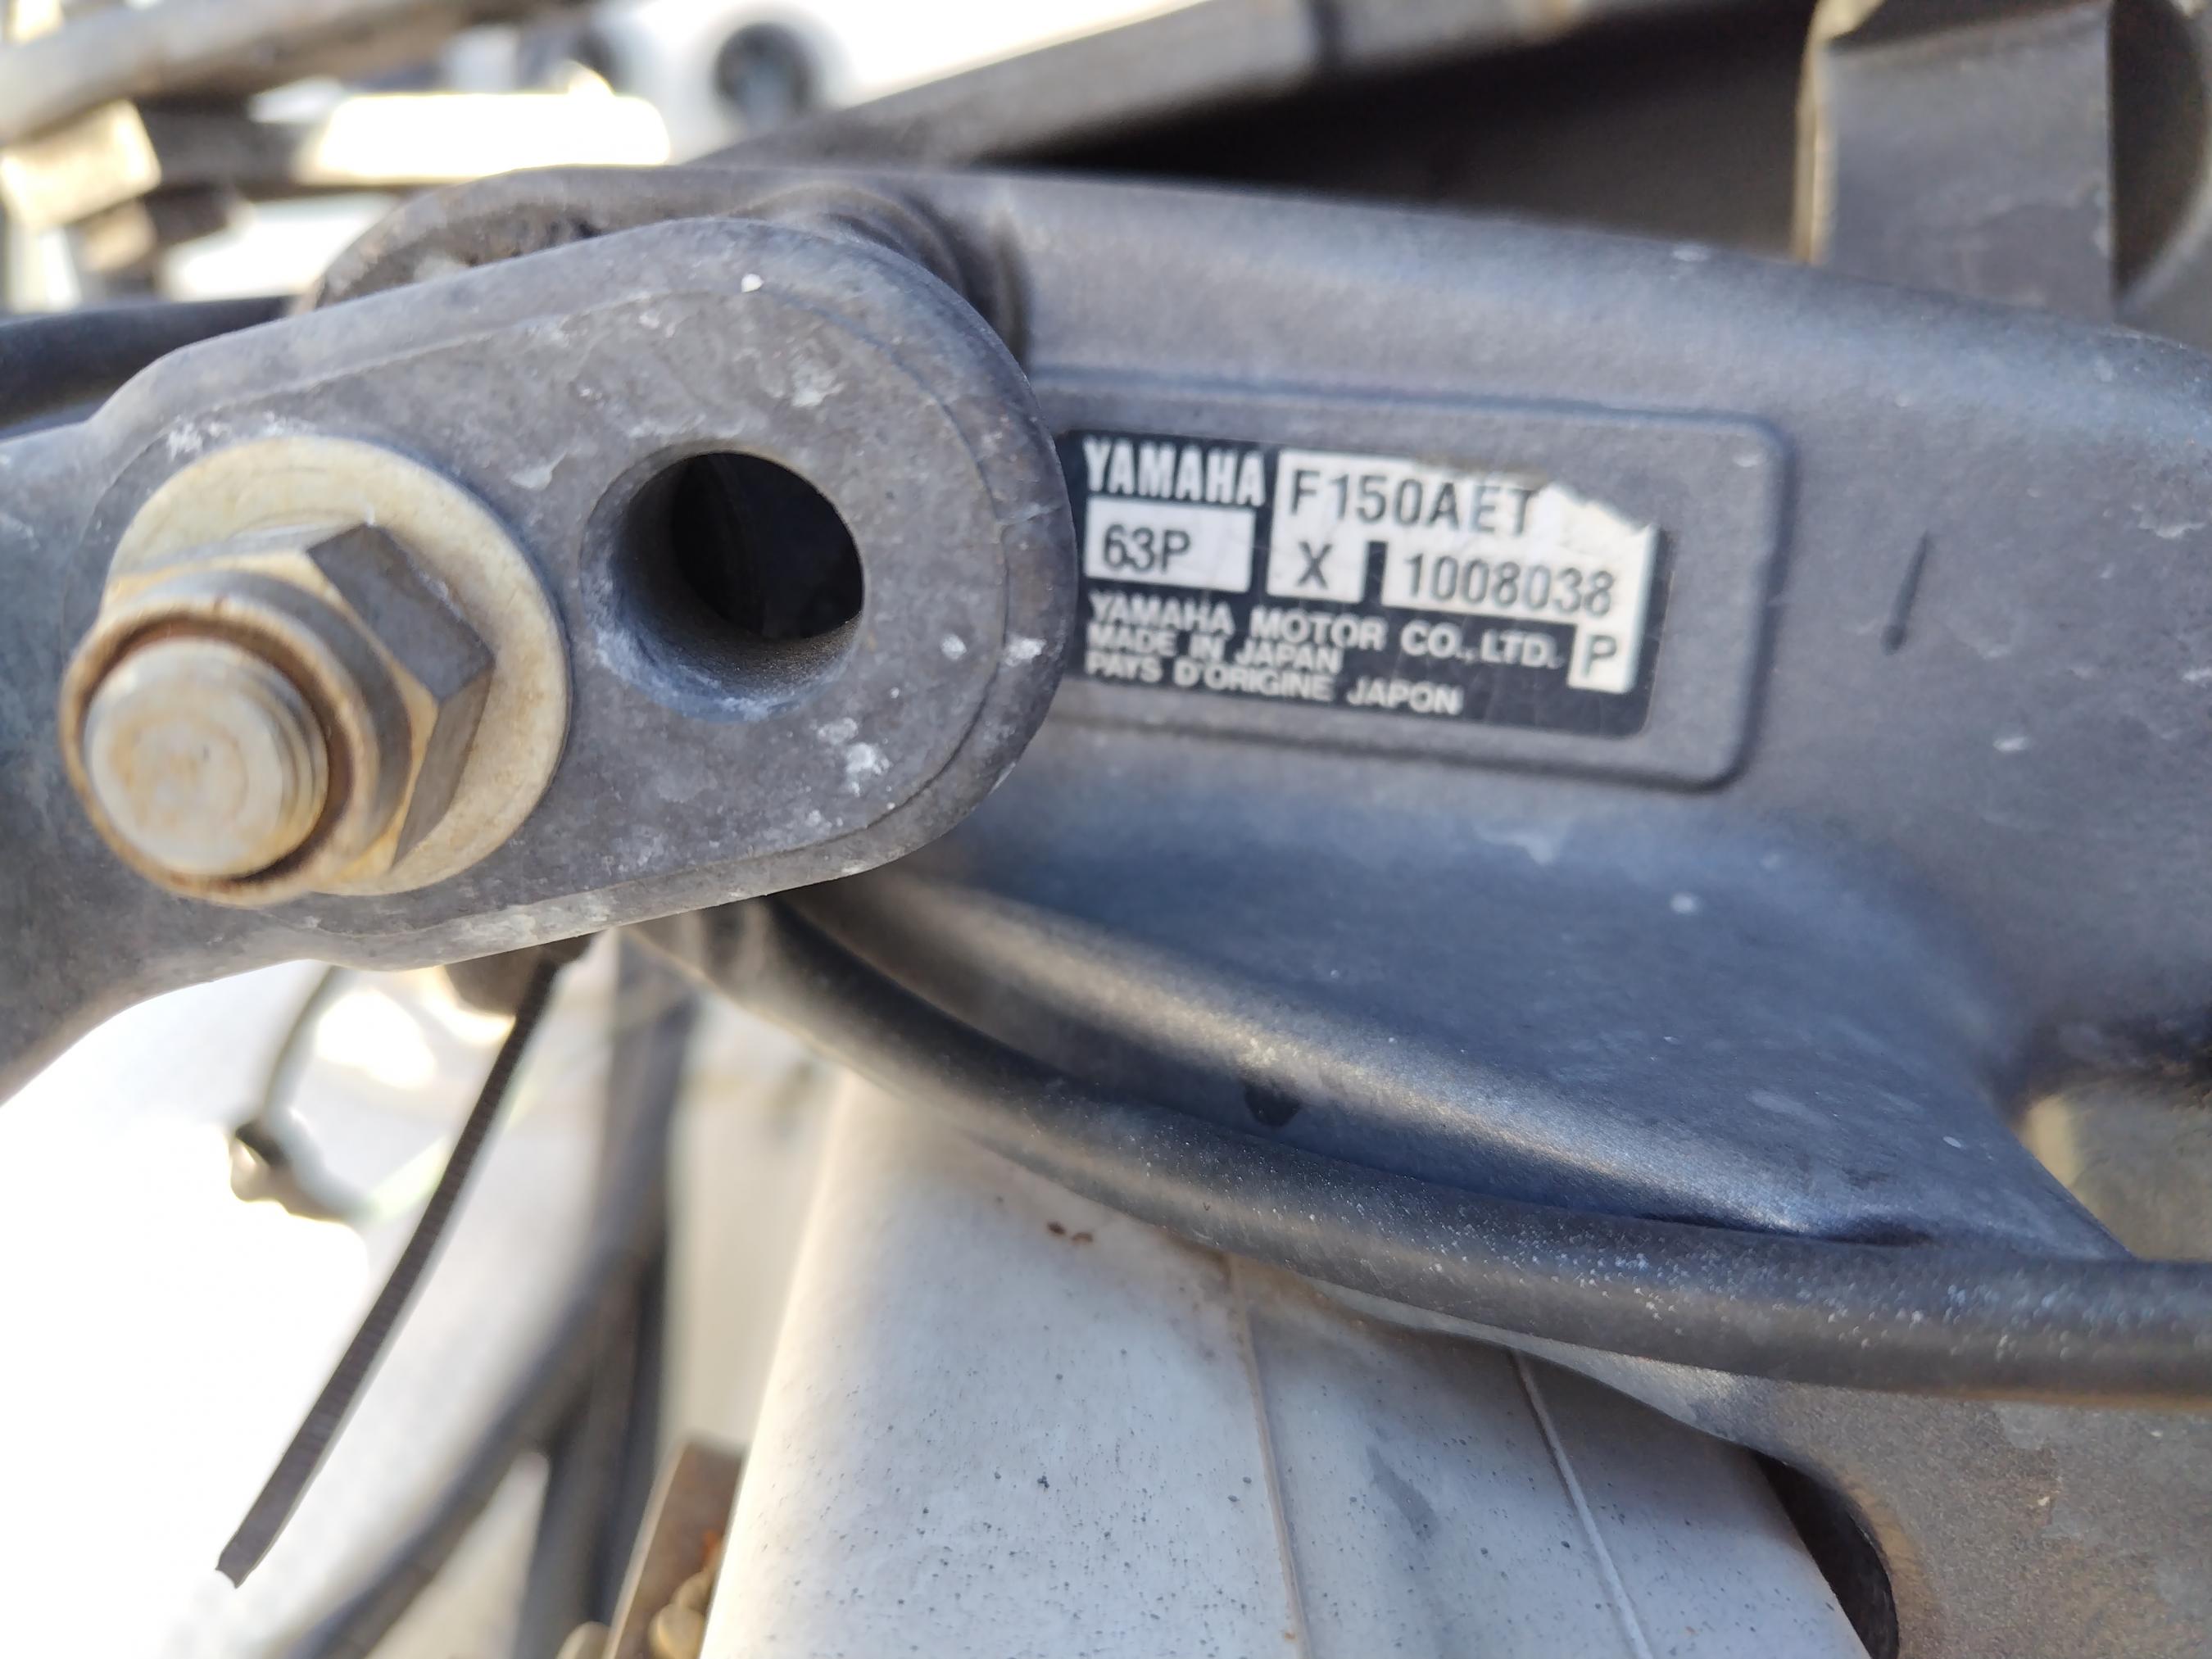 YAMAHA F150AET
63P X 1008038
YAMAHA MOTOR CO., LTD. P
MADE IN JAPAN
PAYS D'ORIGINE JAPON